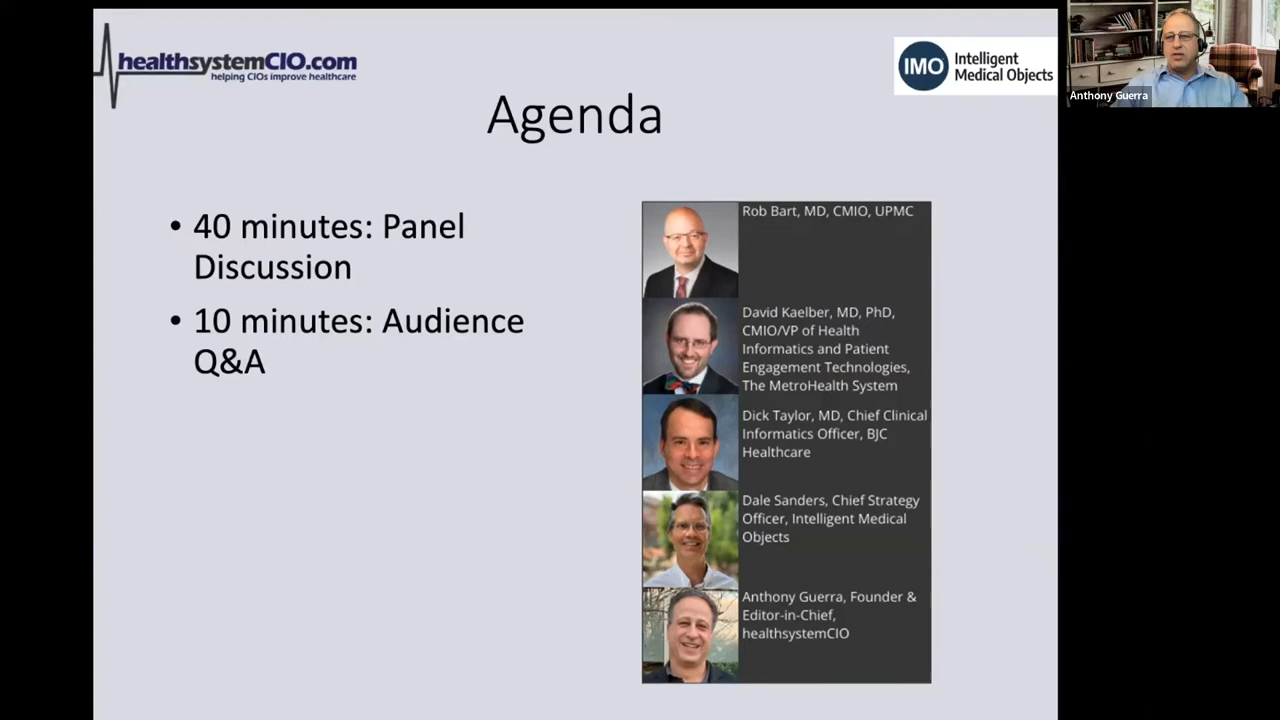 healthsystemCIO.com
helping CIOs improve healthcare
IMO
Intelligent
Medical Objects
Anthony Guerra
Agenda
• 40 minutes: Panel
Discussion
• 10 minutes: Audience
Q&A
Rob Bart, MD, CMIO, UPMC
David Kaelber, MD, PhD,
CMIO/VP of Health
Informatics and Patient
Engagement Technologies,
The MetroHealth System
Dick Taylor, MD, Chief Clinical
Informatics Officer, BJC
Healthcare
Dale Sanders, Chief Strategy
Officer, Intelligent Medical
Objects
Anthony Guerra, Founder &
Editor-in-Chief,
healthsystemCIO